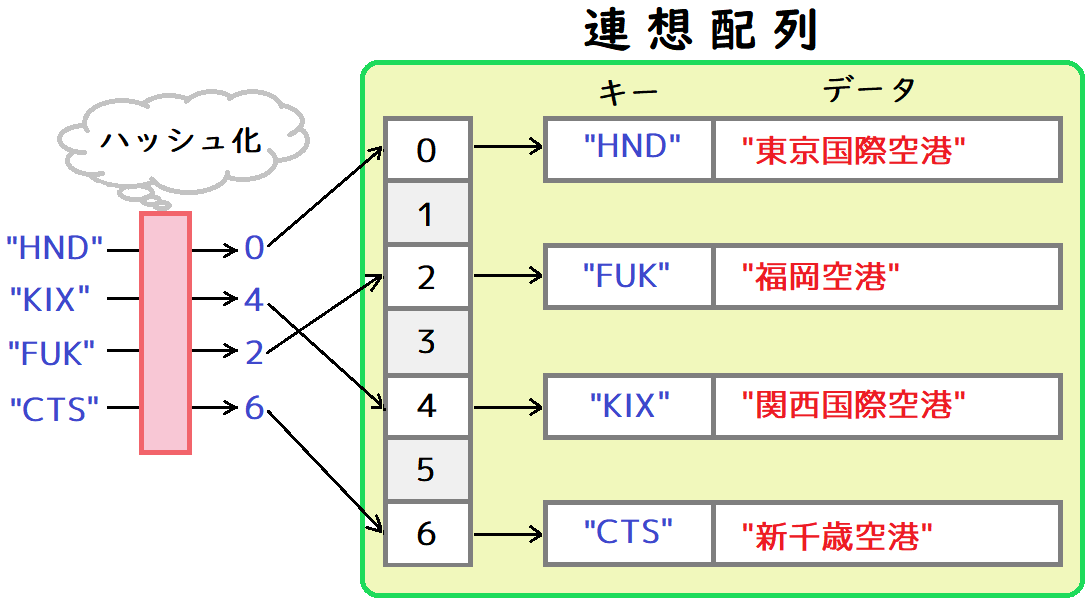 連想配列
キー データ
ハッシュ化
"HND" 0
"KIX" 4
"FUK" 2
"CTS" 6
0 "HND" "東京国際空港"
1
2 "FUK" "福岡空港"
3
4 "KIX" "関西国際空港"
5
6 "CTS" "新千歳空港"